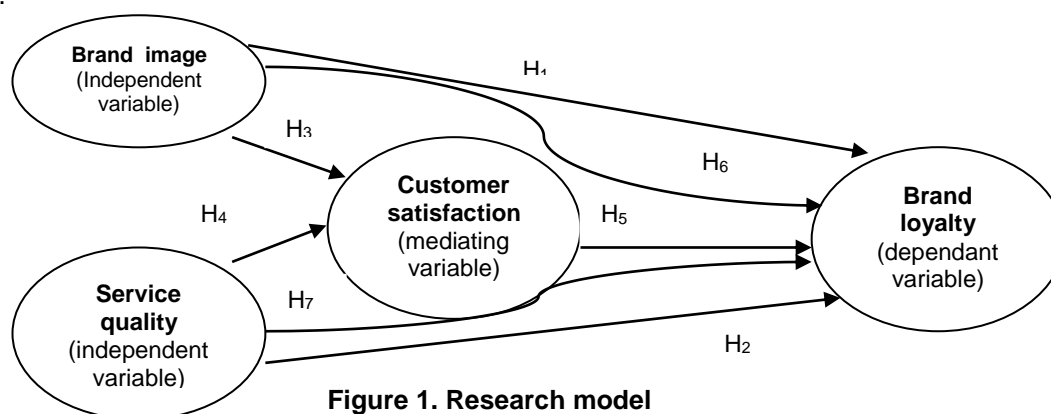 .
Brand image
(Independent
variable)
H₁
H₃
H₆
Customer
satisfaction
(mediating
variable)
Brand
loyalty
(dependant
variable)
H₄
H₅
Service
quality
(independent
variable)
H₇
H₂
Figure 1. Research model